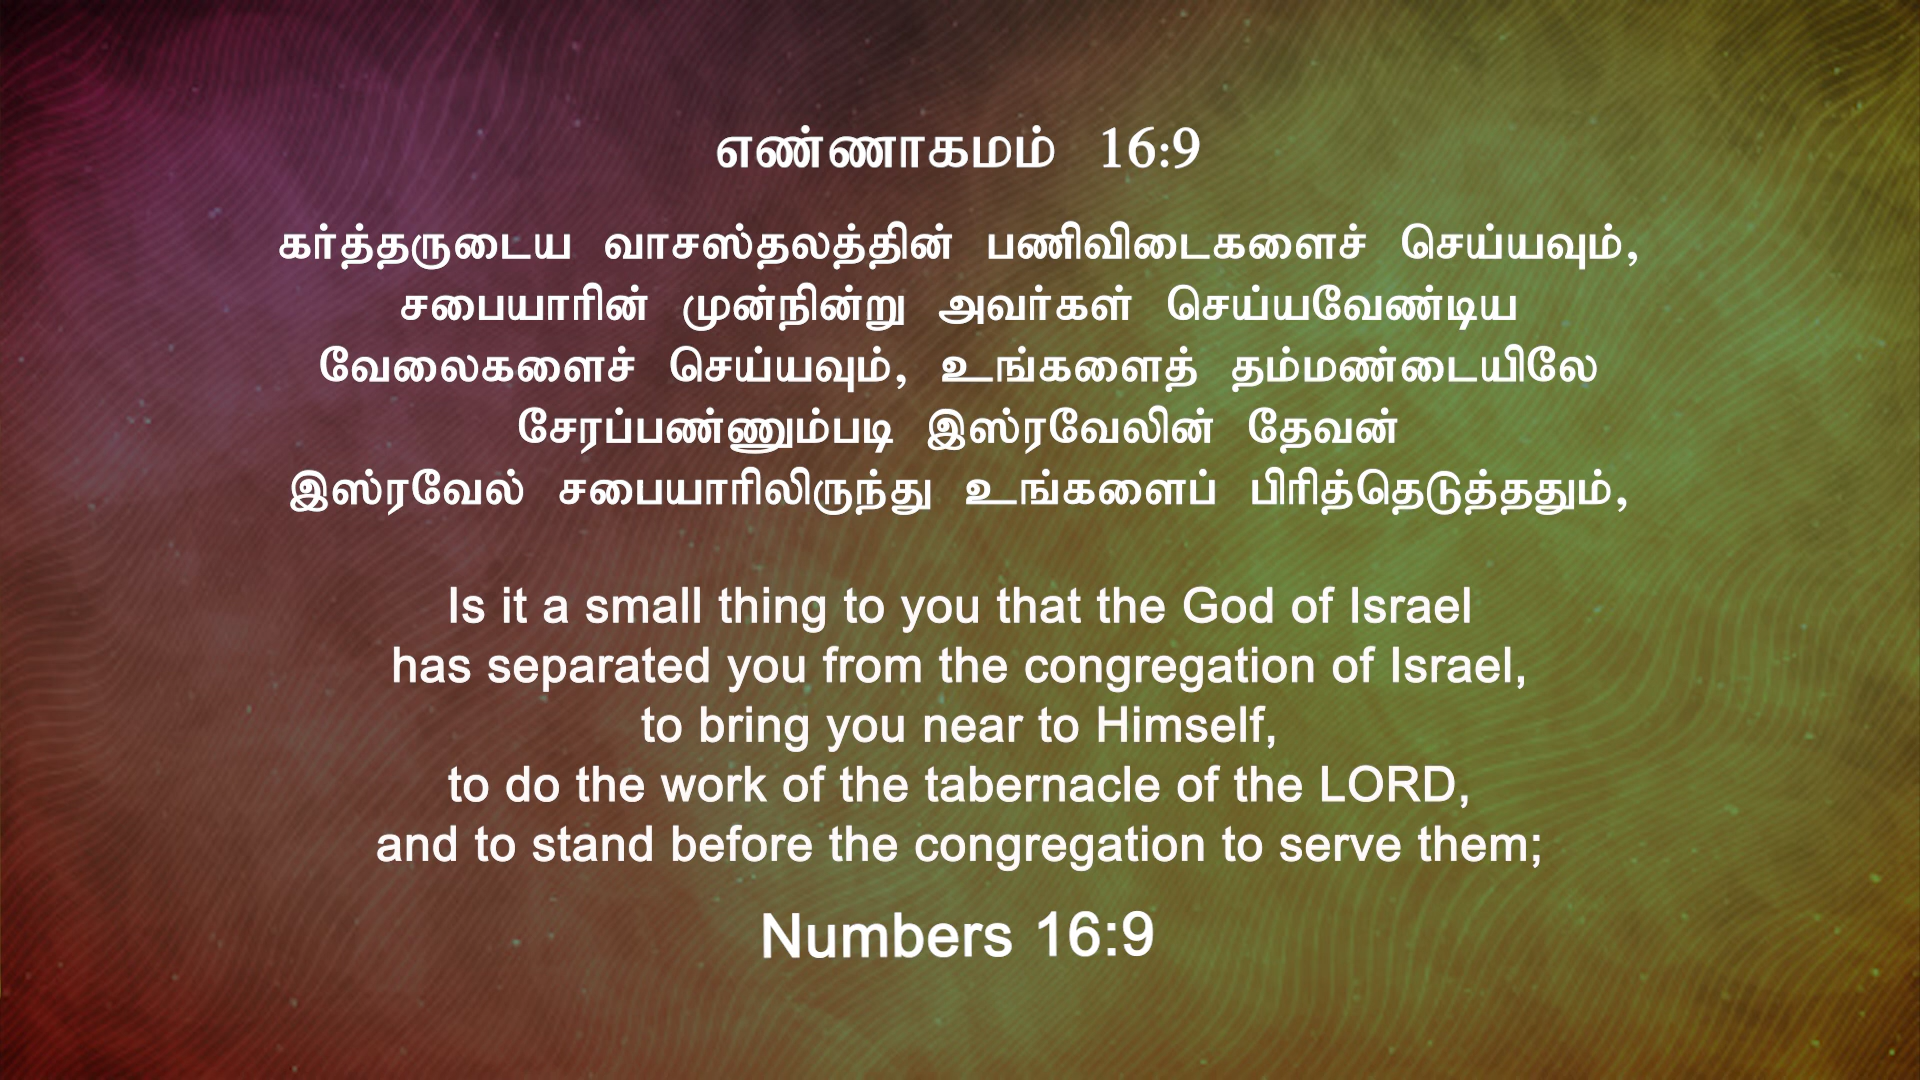 எண்ணாகமம் 16:9
கர்த்தருடைய வாசஸ்தலத்தின் பணிவிடைகளைச் செய்யவும்,
சபையாரின் முன்நின்று அவர்கள் செய்யவேண்டிய
வேலைகளைச் செய்யவும், உங்களைத் தம்மண்டையிலே
சேரப்பண்ணும்படி இஸ்ரவேலின் தேவன்
இஸ்ரவேல் சபையாரிலிருந்து உங்களைப் பிரித்தெடுத்ததும்,
Is it a small thing to you that the God of Israel
has separated you from the congregation of Israel,
to bring you near to Himself,
to do the work of the tabernacle of the LORD,
and to stand before the congregation to serve them;
Numbers 16:9